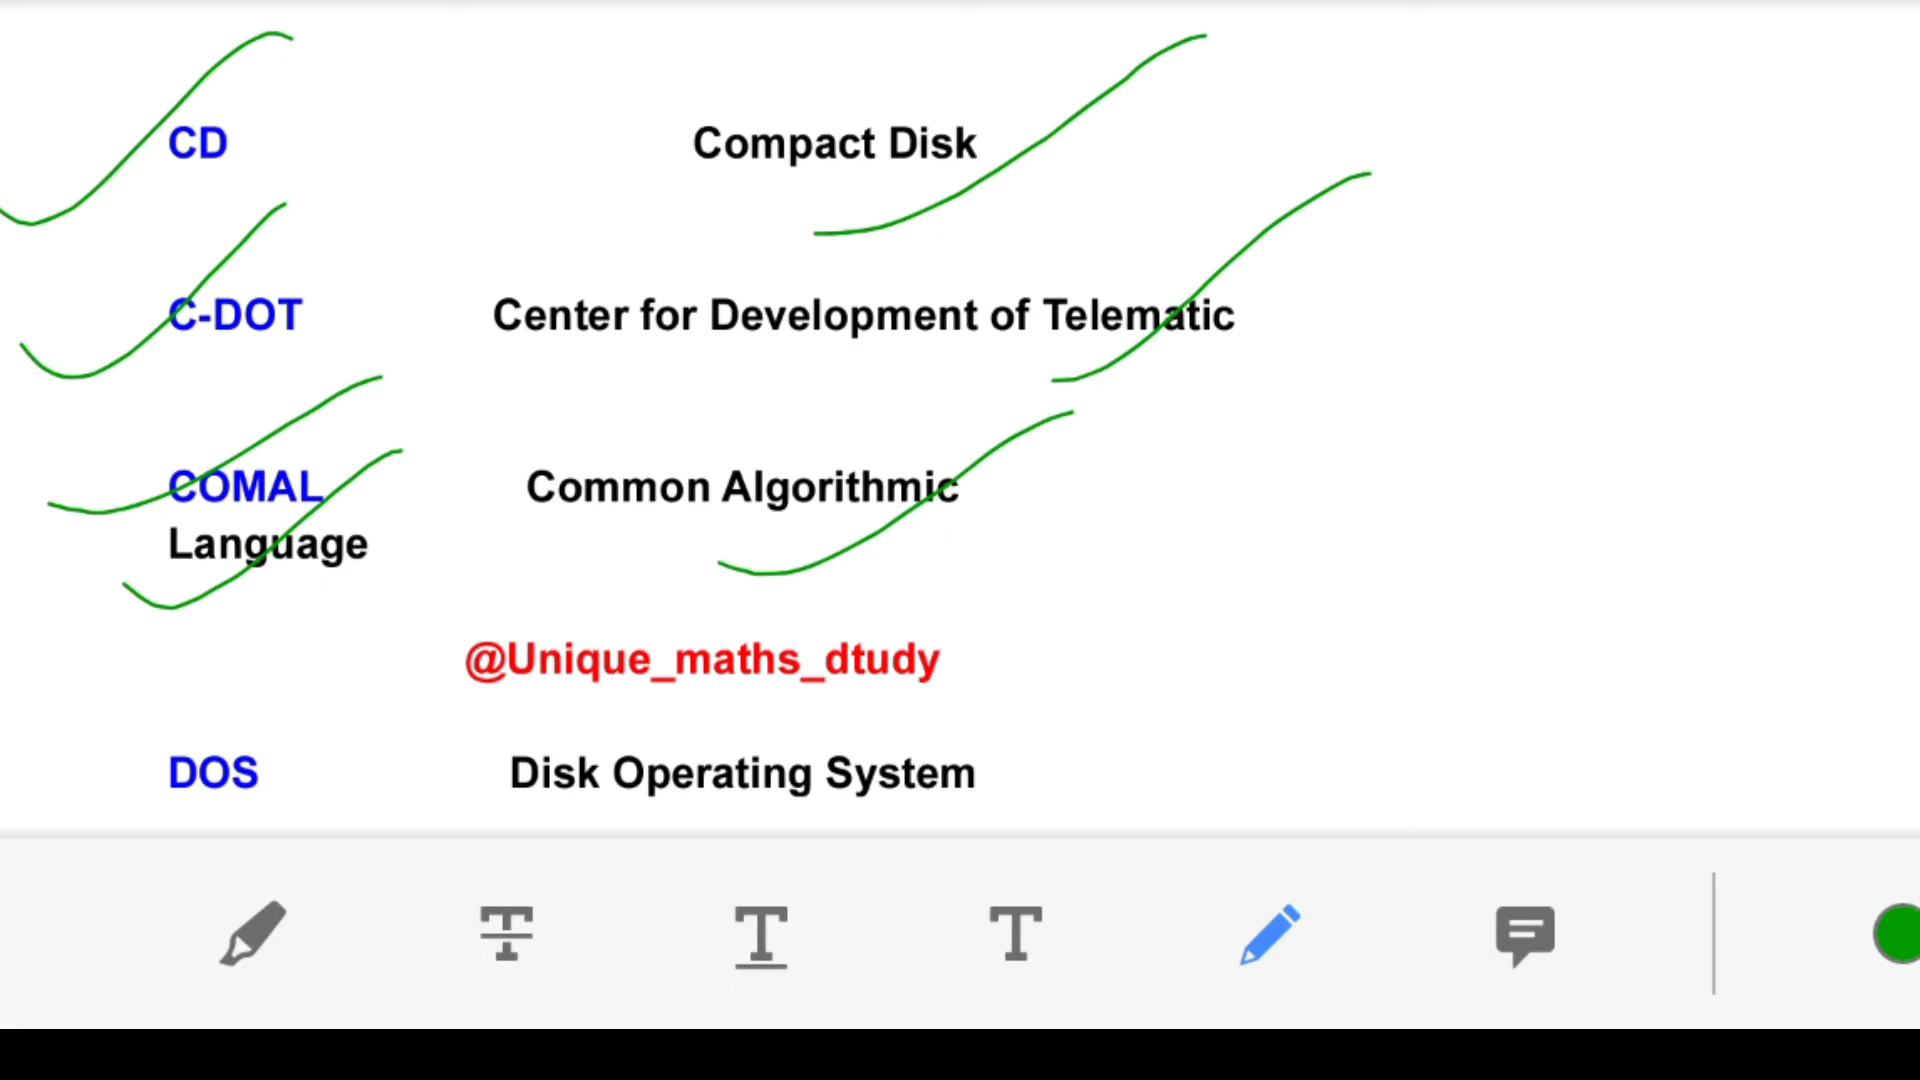 CD Compact Disk
C-DOT Center for Development of Telematic
COMAL Common Algorithmic
Language
@Unique_maths_dtudy
DOS Disk Operating System